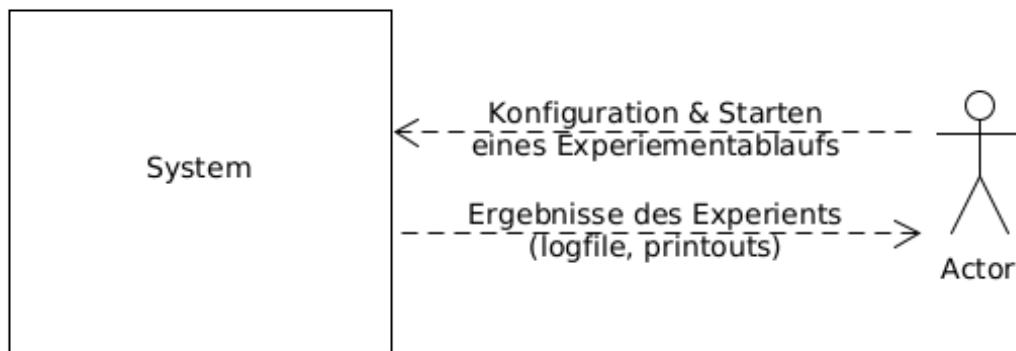 System
Konfiguration & Starten
eines Experiementablaufs
Ergebnisse des Experients
(logfile, printouts)
Actor